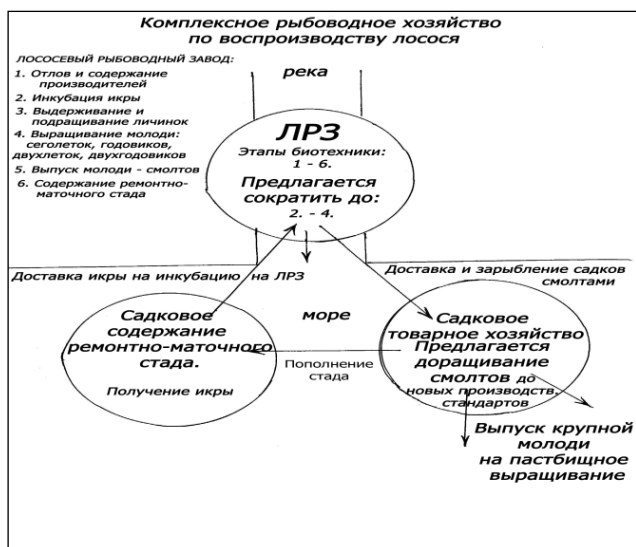 Комплексное рыбоводное хозяйство
по воспроизводству лосося
ЛОСОСЕВЫЙ РЫБОВОДНЫЙ ЗАВОД:
1. Отлов и содержание
производителей
2. Инкубация икры
3. Выдерживание и
подращивание личинок
4. Выращивание молоди:
сеголеток, годовиков,
двухлеток, двухгодовиков
5. Выпуск молоди - смолтов
6. Содержание ремонтно-
маточного стада
река
ЛРЗ
Этапы биотехники:
1 - 6.
Предлагается
сократить до:
2. - 4.
Доставка икры на инкубацию на ЛРЗ
Доставка и зарыбление садков
смолтами
море
Садковое
содержание
ремонтно-маточного
стада.
Получение икры
Пополнение
стада
Садковое
товарное хозяйство
Предлагается
доращивание
смолтов до
новых производств.
стандартов
Выпуск крупной
молоди
на пастбищное
выращивание